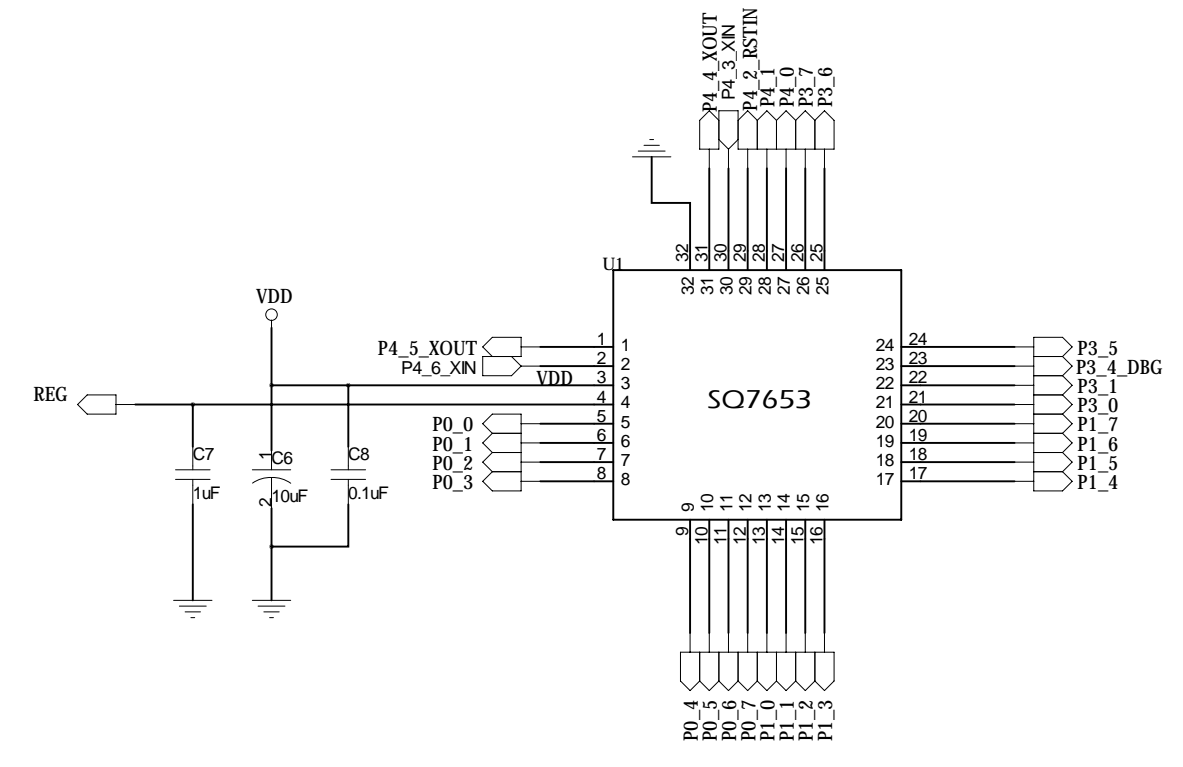 P4_4_XOUT
P4_3_XIN
P4_2_RSTIN
P4_1
P4_0
P3_7
P3_6
32
31
30
29
28
27
26
25
U1
32
31
30
29
28
27
26
25
VDD
P4_5_XOUT 1 1
P4_6_XIN 2 2
VDD 3 3
REG 4 4
P0_0 5 5
P0_1 6 6
P0_2 7 7
P0_3 8 8
SQ7653
24 24 P3_5
23 23 P3_4_DBG
22 22 P3_1
21 21 P3_0
20 20 P1_7
19 19 P1_6
18 18 P1_5
17 17 P1_4
C7
1uF
1
C6
2
10uF
C8
0.1uF
9
10
11
12
13
14
15
16
9
10
11
12
13
14
15
16
P0_4
P0_5
P0_6
P0_7
P1_0
P1_1
P1_2
P1_3